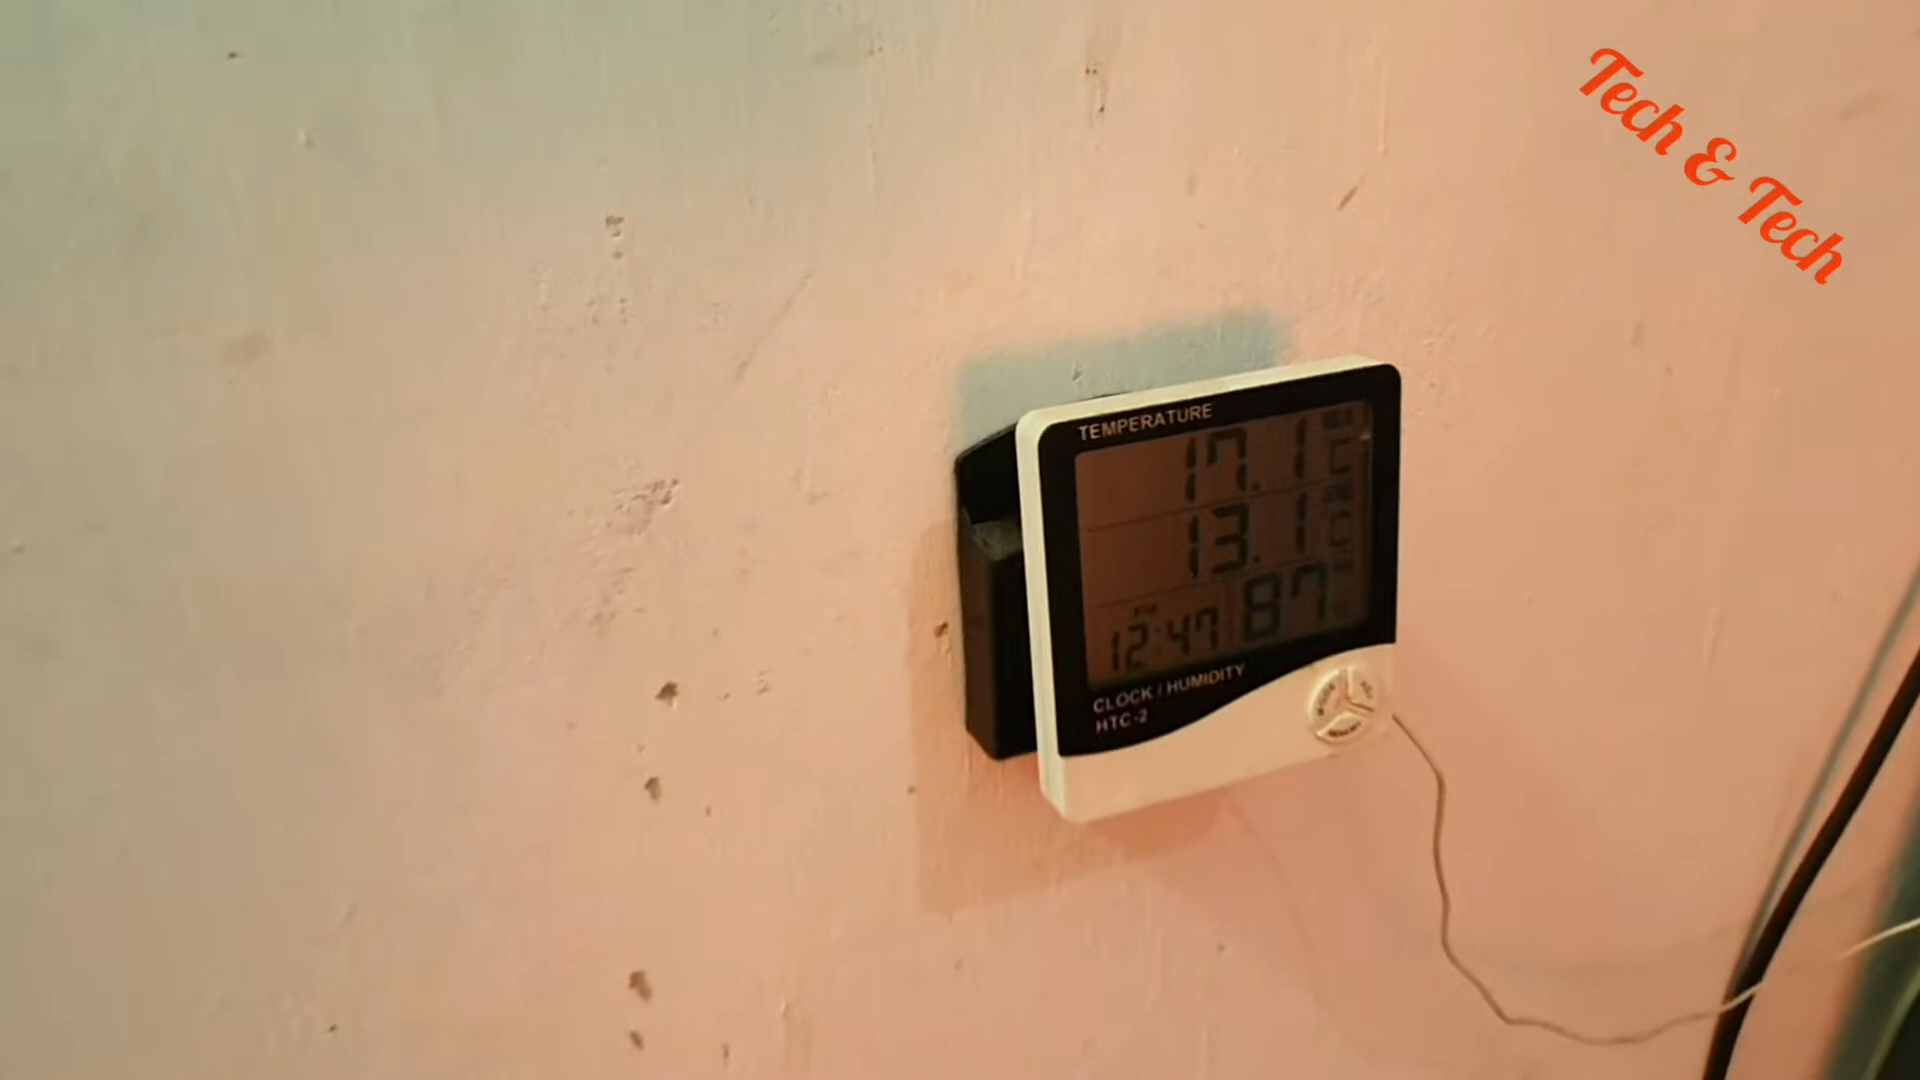 Tech & Tech
TEMPERATURE
17.1 C
13.1 C
PM
12:47 87
CLOCK / HUMIDITY
HTC-2